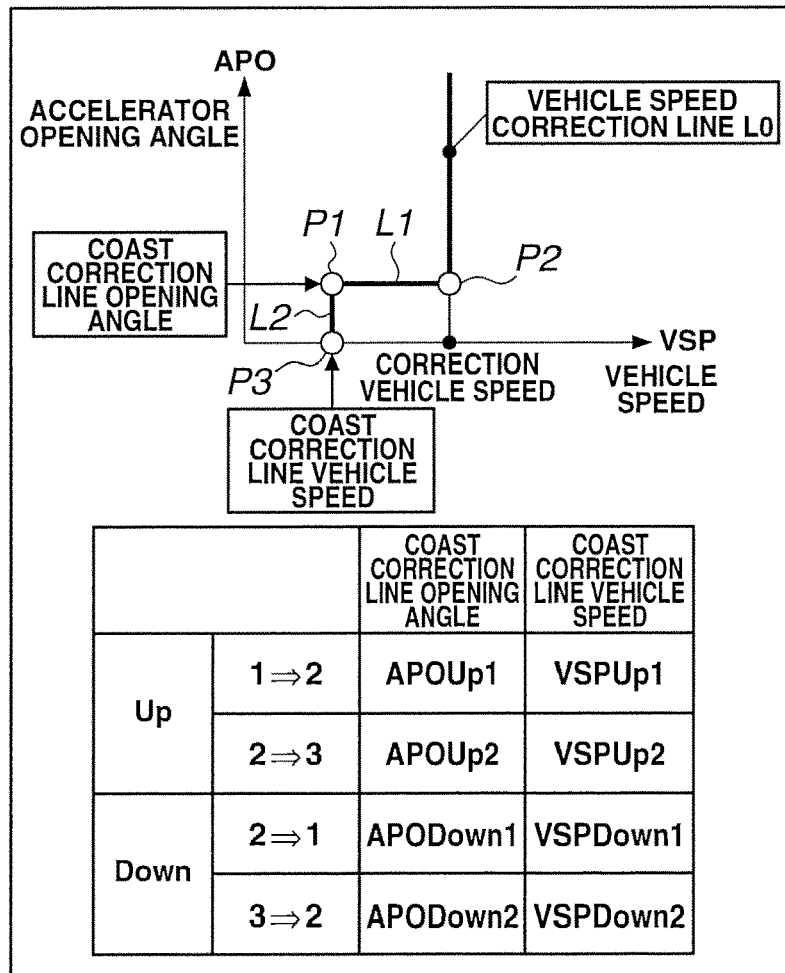 APO
ACCELERATOR
OPENING ANGLE
VEHICLE SPEED
CORRECTION LINE L0
P1
L1
P2
COAST
CORRECTION
LINE OPENING
ANGLE
L2
P3
CORRECTION
VEHICLE SPEED
VSP
VEHICLE
SPEED
COAST
CORRECTION
LINE VEHICLE
SPEED
COAST
CORRECTION
LINE OPENING
ANGLE
COAST
CORRECTION
LINE VEHICLE
SPEED
Up
1⇒2
APOUp1
VSPUp1
2⇒3
APOUp2
VSPUp2
Down
2⇒1
APODown1
VSPDown1
3⇒2
APODown2
VSPDown2